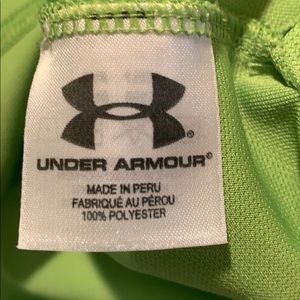 UNDER ARMOUR®
MADE IN PERU
FABRIQUÉ AU PÉROU
100% POLYESTER